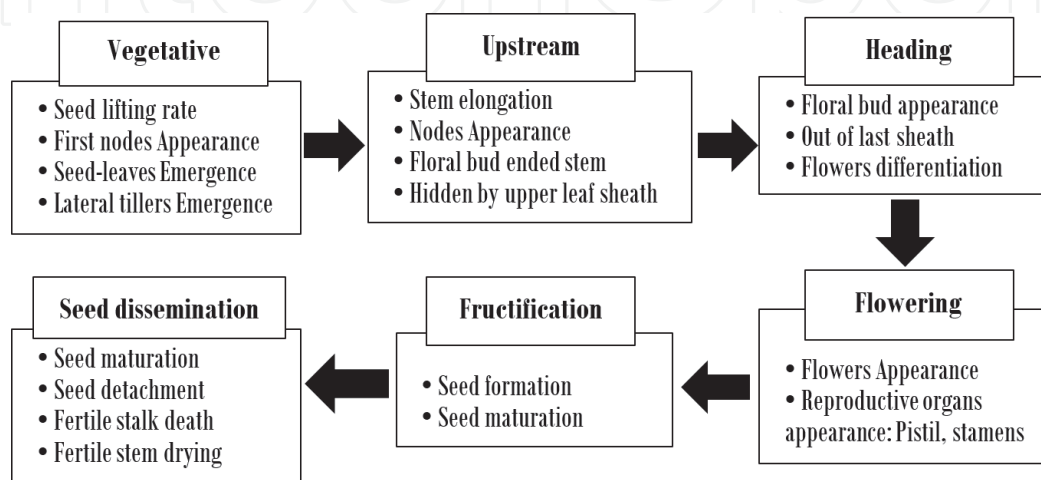 Vegetative
• Seed lifting rate
• First nodes Appearance
• Seed-leaves Emergence
• Lateral tillers Emergence
Upstream
• Stem elongation
• Nodes Appearance
• Floral bud ended stem
• Hidden by upper leaf sheath
Heading
• Floral bud appearance
• Out of last sheath
• Flowers differentiation
Flowering
• Flowers Appearance
• Reproductive organs
appearance: Pistil, stamens
Fructification
• Seed formation
• Seed maturation
Seed dissemination
• Seed maturation
• Seed detachment
• Fertile stalk death
• Fertile stem drying